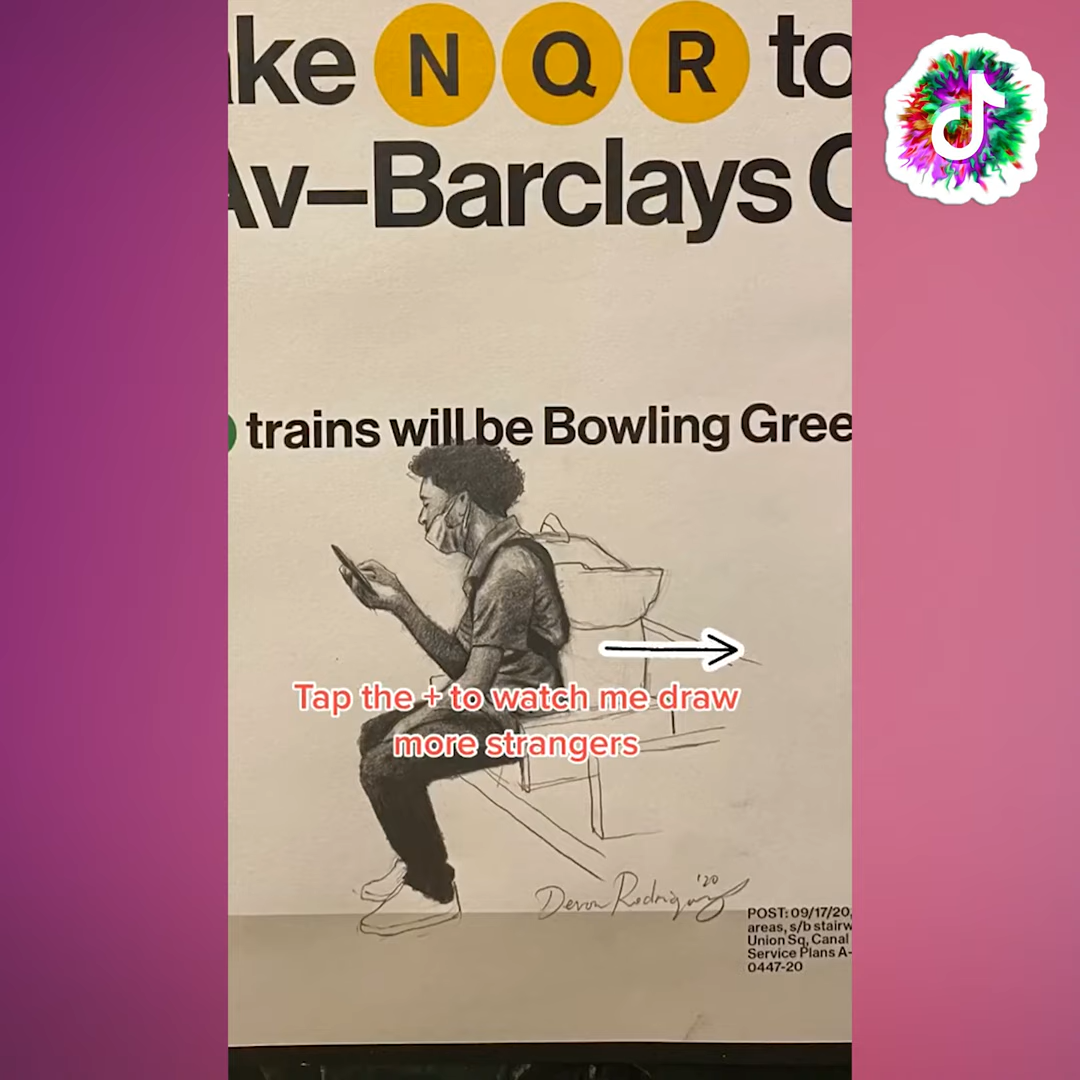 ake N Q R to
Av–Barclays C
trains will be Bowling Gree
Tap the + to watch me draw
more strangers
Devon Rodriguez '20
POST: 09/17/20,
areas, s/b stairw
Union Sq, Canal
Service Plans A-
0447-20